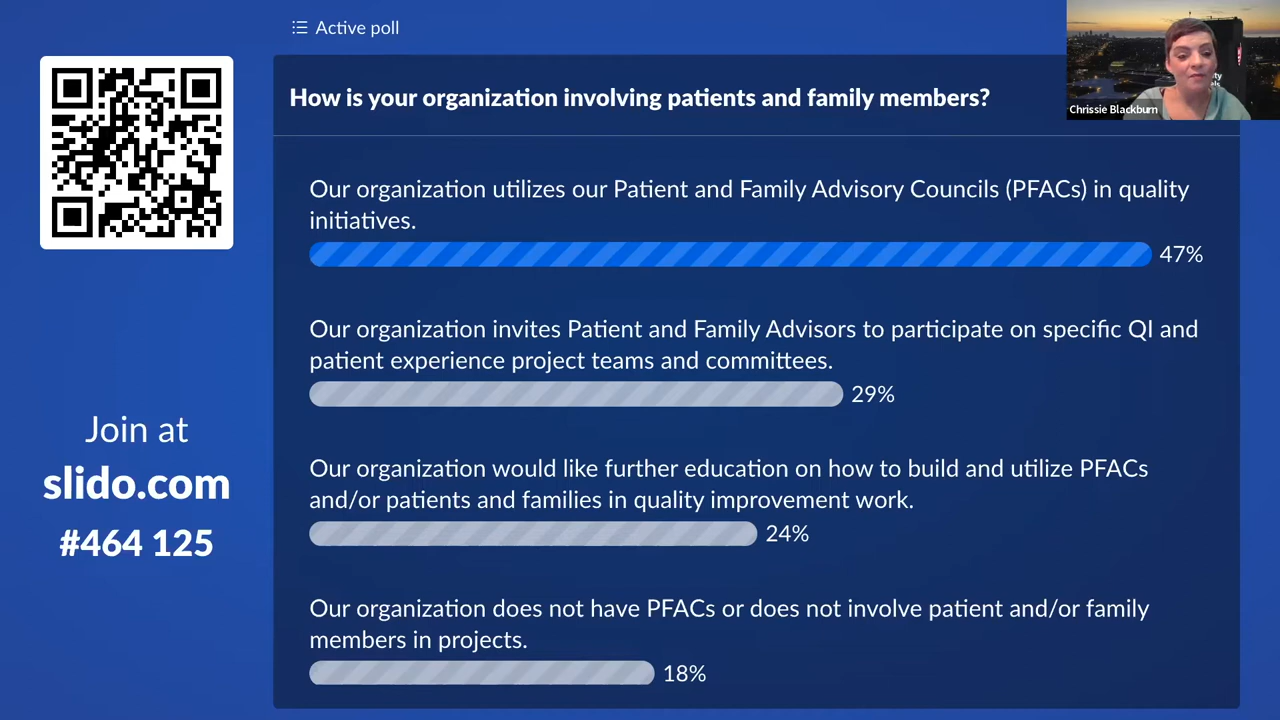 Active poll
How is your organization involving patients and family members?
Chrissie Blackburn
Our organization utilizes our Patient and Family Advisory Councils (PFACs) in quality
initiatives.
47%
Our organization invites Patient and Family Advisors to participate on specific QI and
patient experience project teams and committees.
29%
Our organization would like further education on how to build and utilize PFACs
and/or patients and families in quality improvement work.
24%
Our organization does not have PFACs or does not involve patient and/or family
members in projects.
18%
Join at
slido.com
#464 125